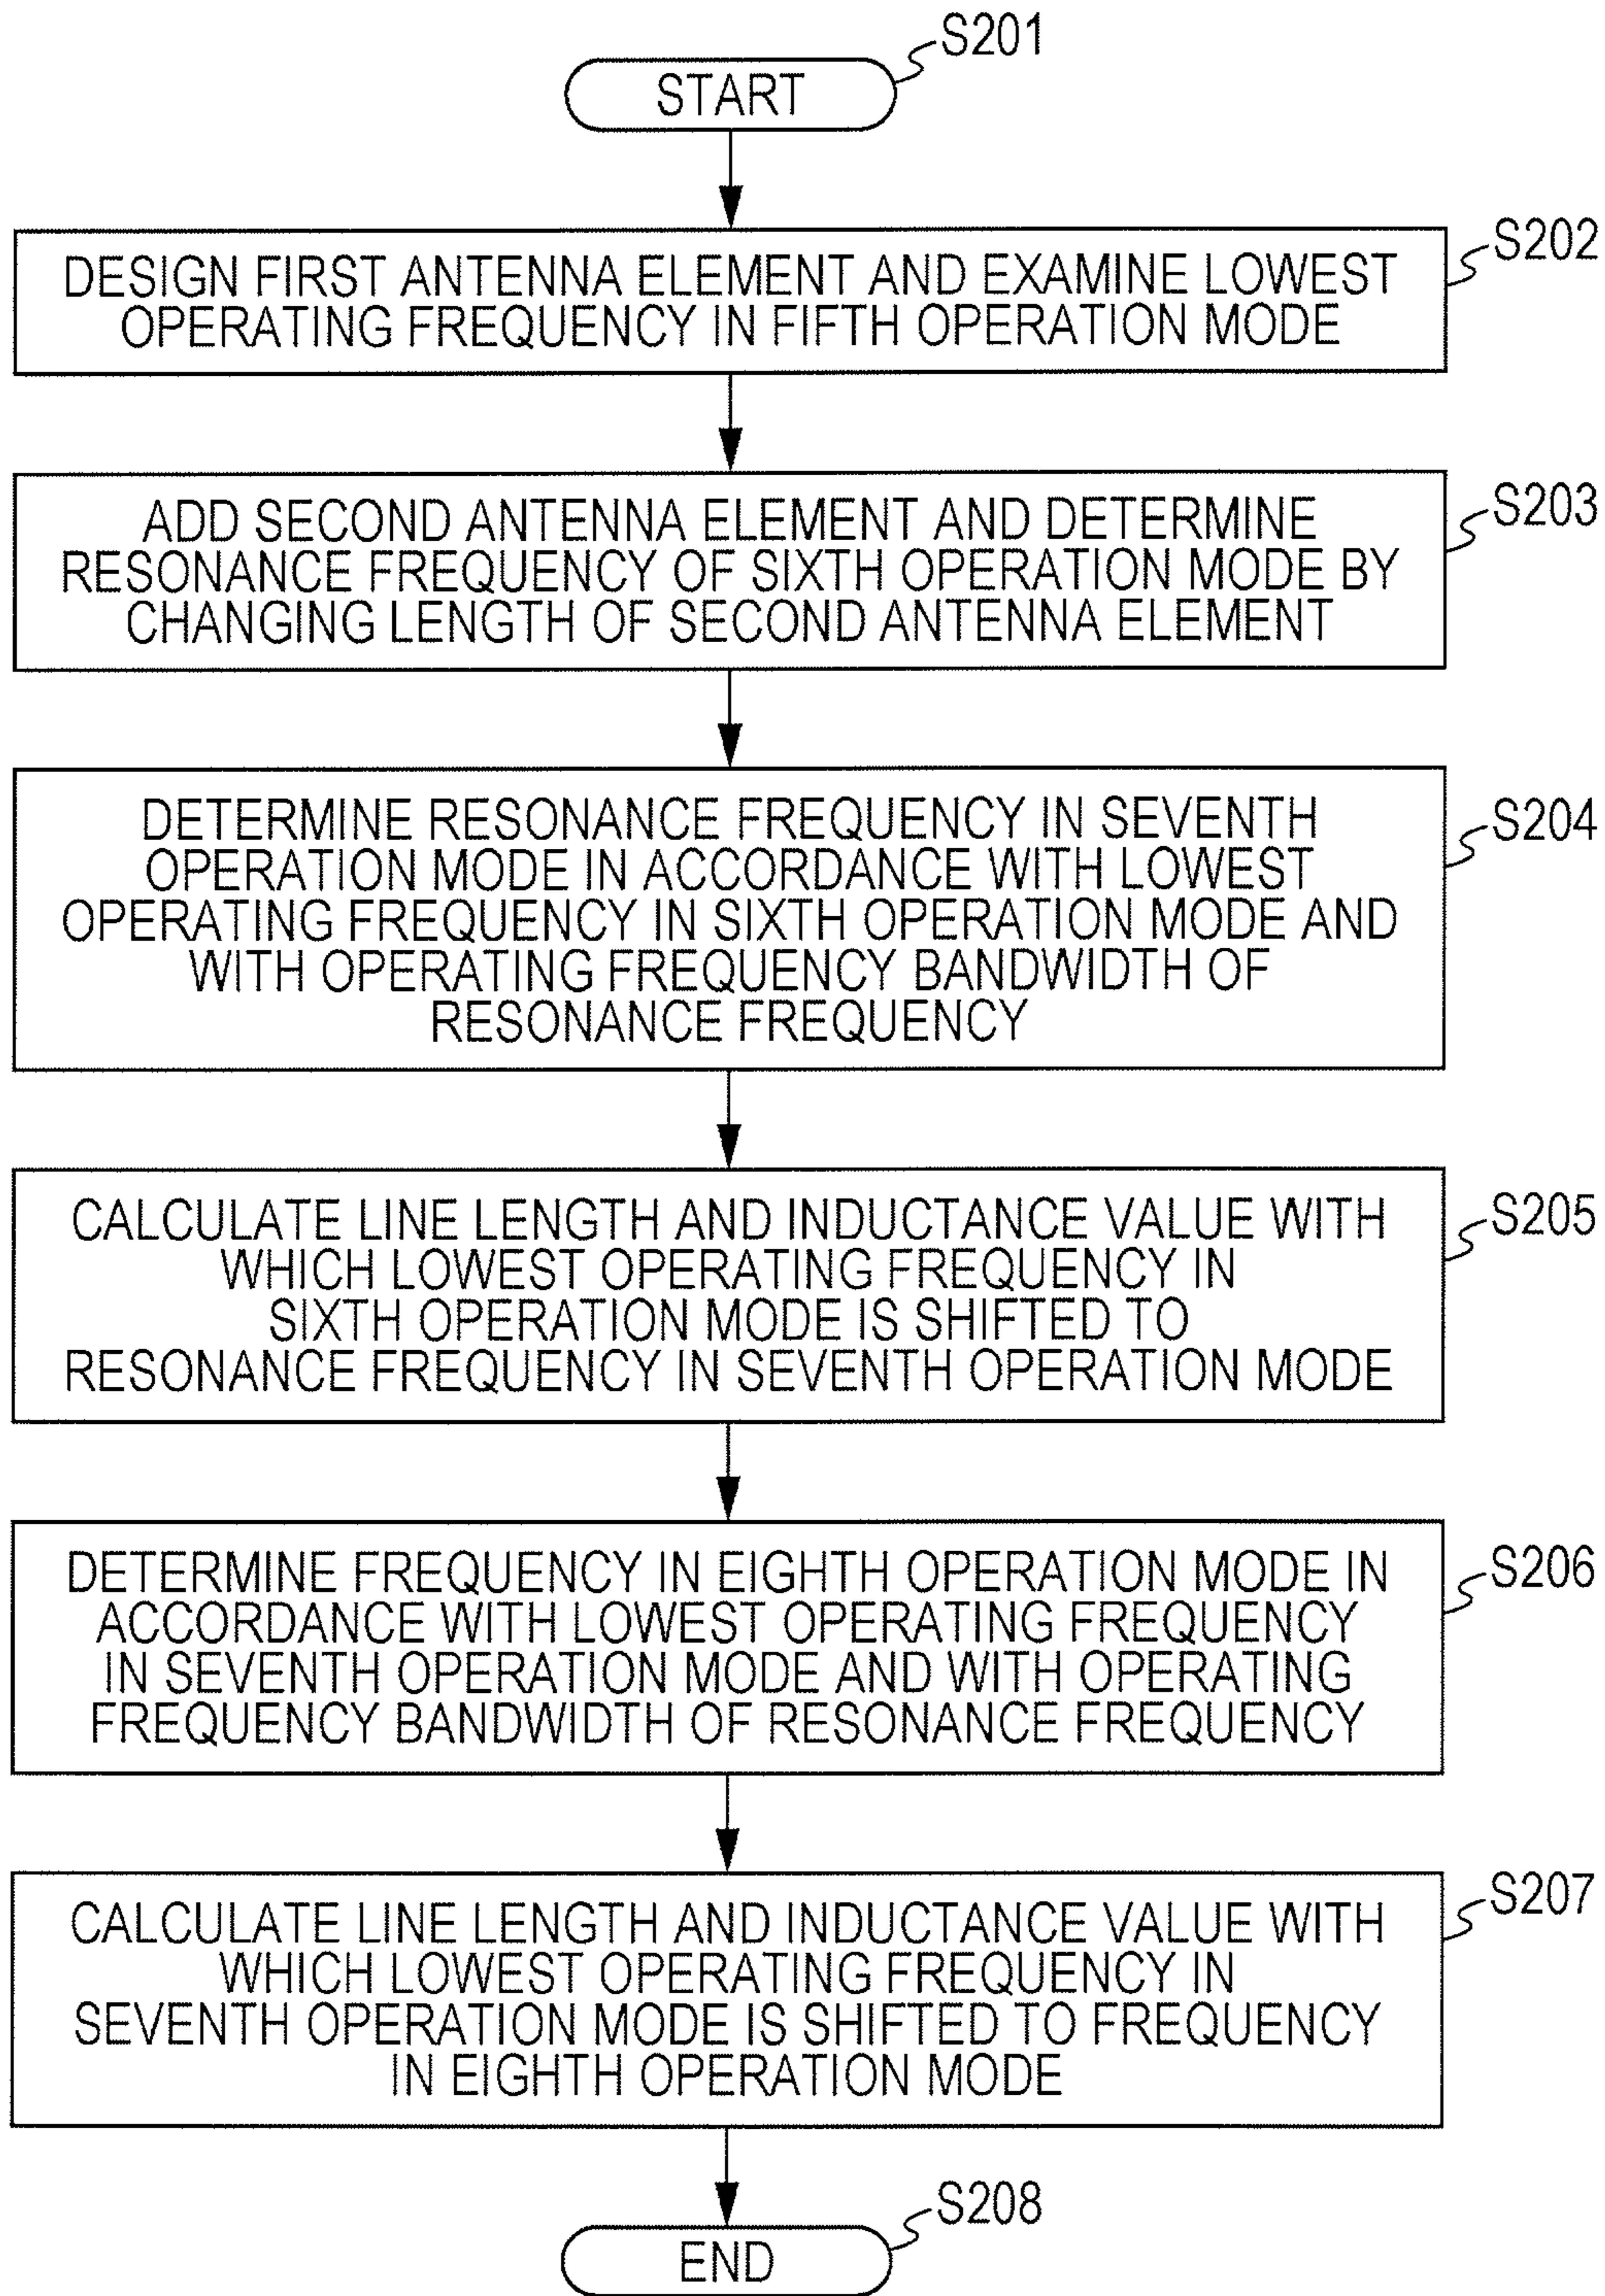 S201
START
S202
DESIGN FIRST ANTENNA ELEMENT AND EXAMINE LOWEST
OPERATING FREQUENCY IN FIFTH OPERATION MODE
S203
ADD SECOND ANTENNA ELEMENT AND DETERMINE
RESONANCE FREQUENCY OF SIXTH OPERATION MODE BY
CHANGING LENGTH OF SECOND ANTENNA ELEMENT
S204
DETERMINE RESONANCE FREQUENCY IN SEVENTH
OPERATION MODE IN ACCORDANCE WITH LOWEST
OPERATING FREQUENCY IN SIXTH OPERATION MODE AND
WITH OPERATING FREQUENCY BANDWIDTH OF
RESONANCE FREQUENCY
S205
CALCULATE LINE LENGTH AND INDUCTANCE VALUE WITH
WHICH LOWEST OPERATING FREQUENCY IN
SIXTH OPERATION MODE IS SHIFTED TO
RESONANCE FREQUENCY IN SEVENTH OPERATION MODE
S206
DETERMINE FREQUENCY IN EIGHTH OPERATION MODE IN
ACCORDANCE WITH LOWEST OPERATING FREQUENCY
IN SEVENTH OPERATION MODE AND WITH OPERATING
FREQUENCY BANDWIDTH OF RESONANCE FREQUENCY
S207
CALCULATE LINE LENGTH AND INDUCTANCE VALUE WITH
WHICH LOWEST OPERATING FREQUENCY IN
SEVENTH OPERATION MODE IS SHIFTED TO FREQUENCY
IN EIGHTH OPERATION MODE
S208
END